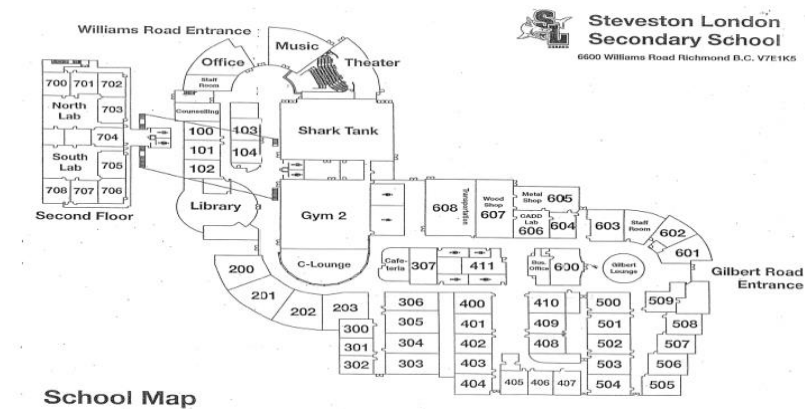 Steveston London
Secondary School
6600 Williams Road Richmond B.C. V7E1K5
SL
Williams Road Entrance
Music
Office
Theater
Staff
Room
Counselling
100
103
101
104
102
Shark Tank
Library
Gym 2
C-Lounge
700 701 702
North
Lab
703
704
South
Lab
705
708 707 706
Second Floor
608
Transportation
Wood
Shop
607
Metal
Shop
605
CADD
Lab
606
604
603
Staff
Room
602
601
Gilbert Road
Entrance
Cafe-
teria
307
411
Bus.
Office
600
Gilbert
Lounge
200
201
202
203
300
301
302
306
305
304
303
400
401
402
403
404
405 406 407
410
409
408
500
501
502
503
504
509
508
507
506
505
School Map